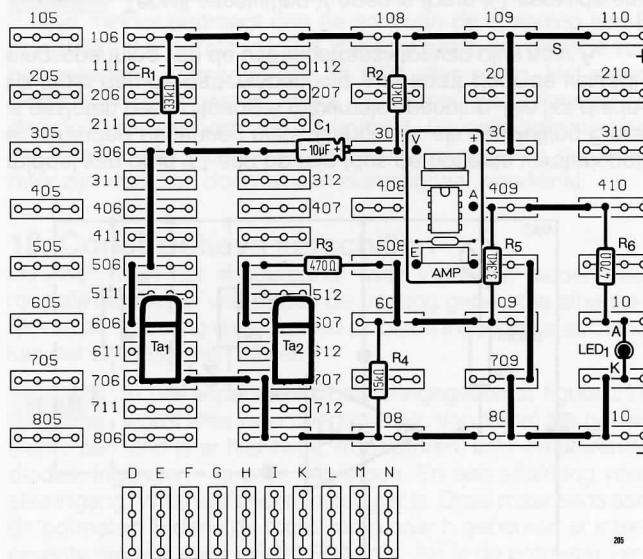 105 106 108 109 110
S
111
R1 R2
205 206 207 20 210
33kΩ 10kΩ
211
C1
305 306 -10µF+ 30 30 310
V +
311 312
405 406 407 408 409 410
A
411
R3 R5 R6
505 506 470Ω 508 3,3kΩ 470Ω
E -
AMP
511 512
605 606 607 60 09 10
Ta1 Ta2
A
LED1
611 612
R4
K
705 706 707 709
15kΩ
711 712
805 806 08 80 10
D E F G H I K L M N
205